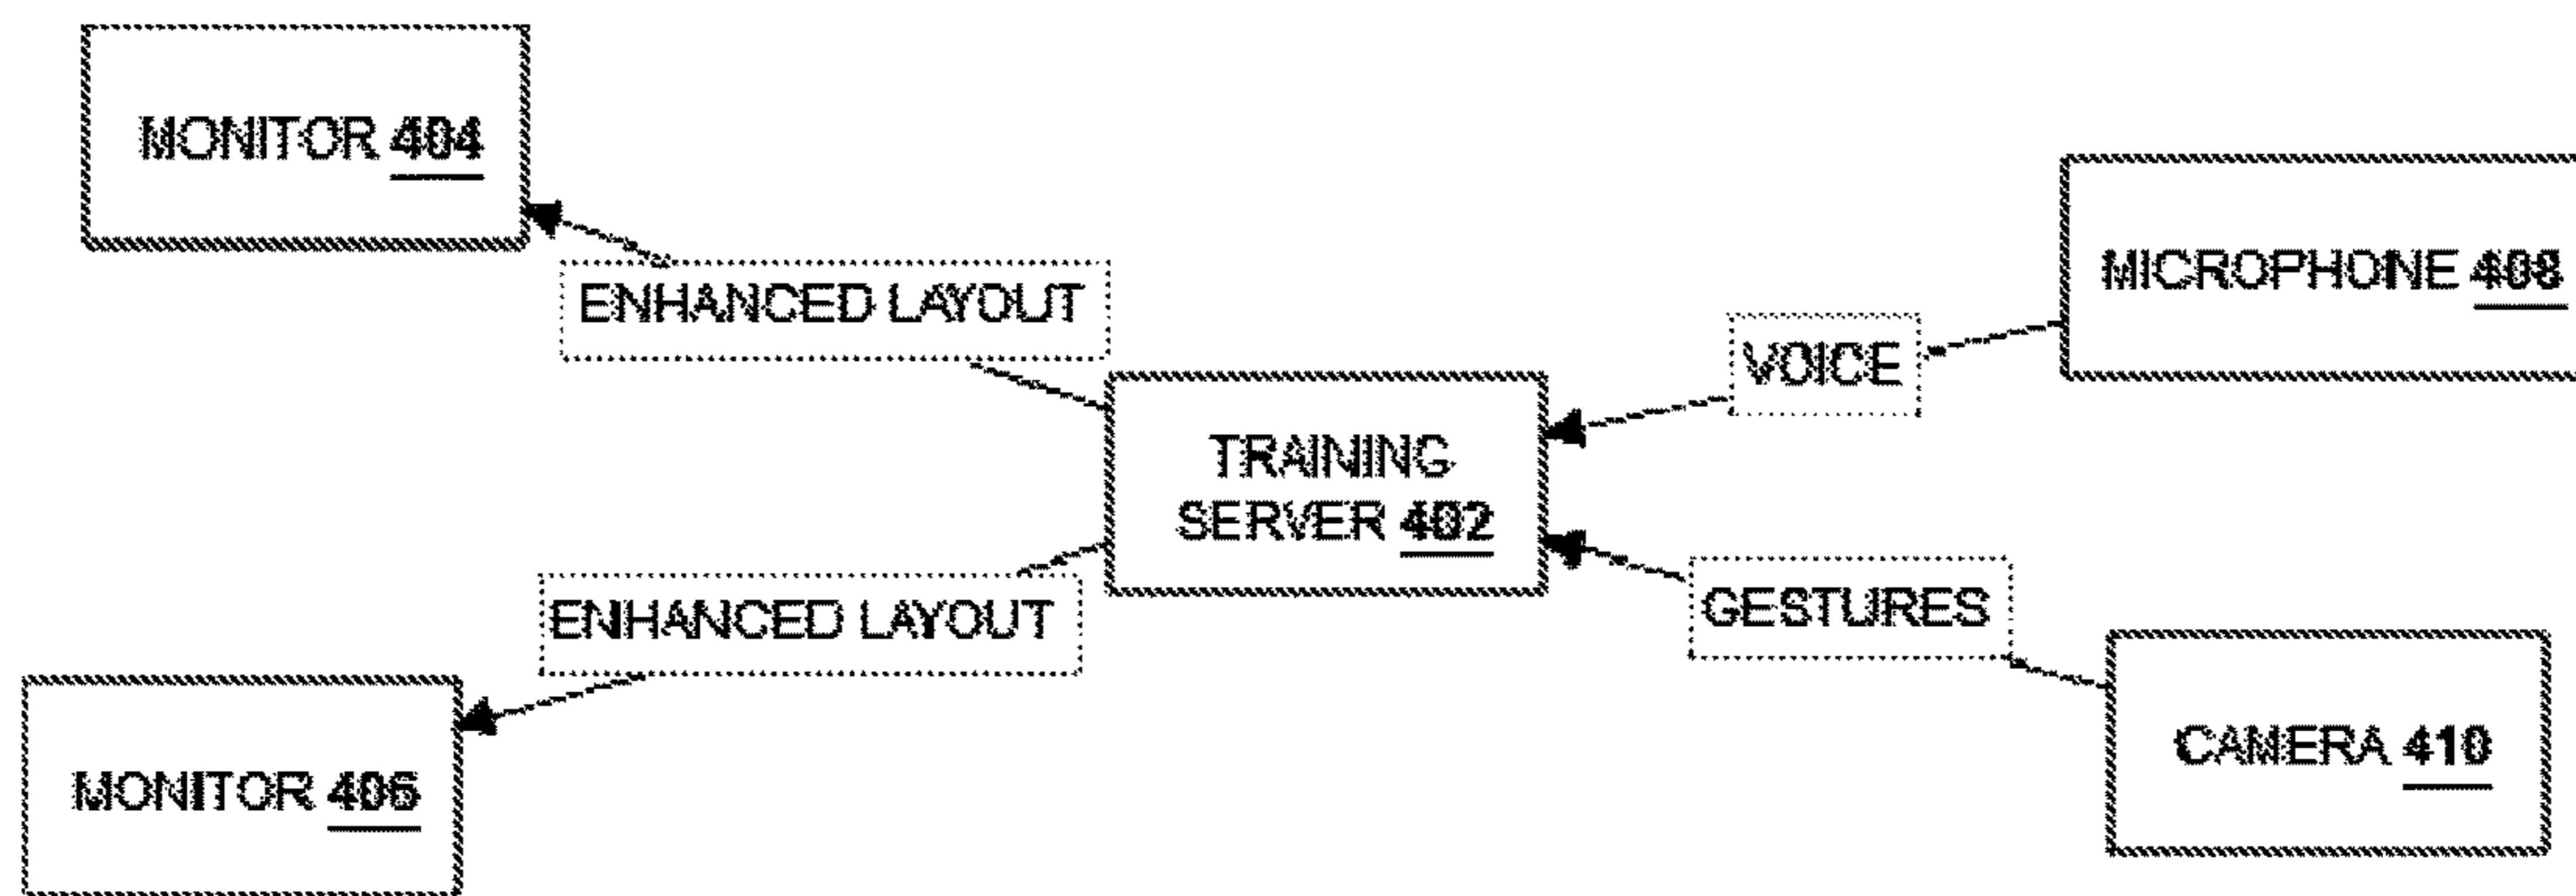 MONITOR 404
MICROPHONE 408
ENHANCED LAYOUT
VOICE
TRAINING
SERVER 402
GESTURES
ENHANCED LAYOUT
CAMERA 410
MONITOR 406